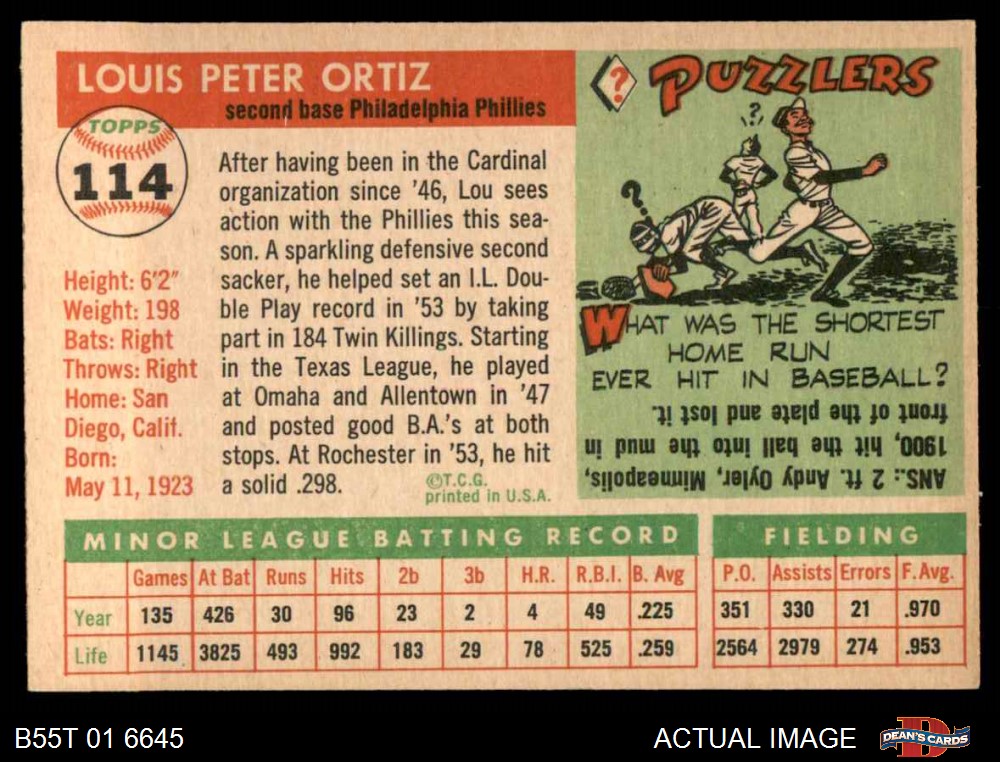 LOUIS PETER ORTIZ
second base Philadelphia Phillies
TOPPS
114
After having been in the Cardinal
organization since '46, Lou sees
action with the Phillies this sea-
son. A sparkling defensive second
sacker, he helped set an I.L. Dou-
ble Play record in '53 by taking
part in 184 Twin Killings. Starting
in the Texas League, he played
at Omaha and Allentown in '47
and posted good B.A.'s at both
stops. At Rochester in '53, he hit
a solid .298.
©T.C.G.
printed in U.S.A.
Height: 6'2"
Weight: 198
Bats: Right
Throws: Right
Home: San
Diego, Calif.
Born:
May 11, 1923
?
PUZZLERS
??
?
WHAT WAS THE SHORTEST
HOME RUN
EVER HIT IN BASEBALL?
ANS.: 2 ft. Andy Oyler, Minneapolis,
1900, hit the ball into the mud in
front of the plate and lost it.
MINOR LEAGUE BATTING RECORD
Games At Bat Runs Hits 2b 3b H.R. R.B.I. B. Avg
Year 135 426 30 96 23 2 4 49 .225
Life 1145 3825 493 992 183 29 78 525 .259
FIELDING
P.O. Assists Errors F.Avg.
351 330 21 .970
2564 2979 274 .953
B55T 01 6645
ACTUAL IMAGE
D
DEAN'S CARDS